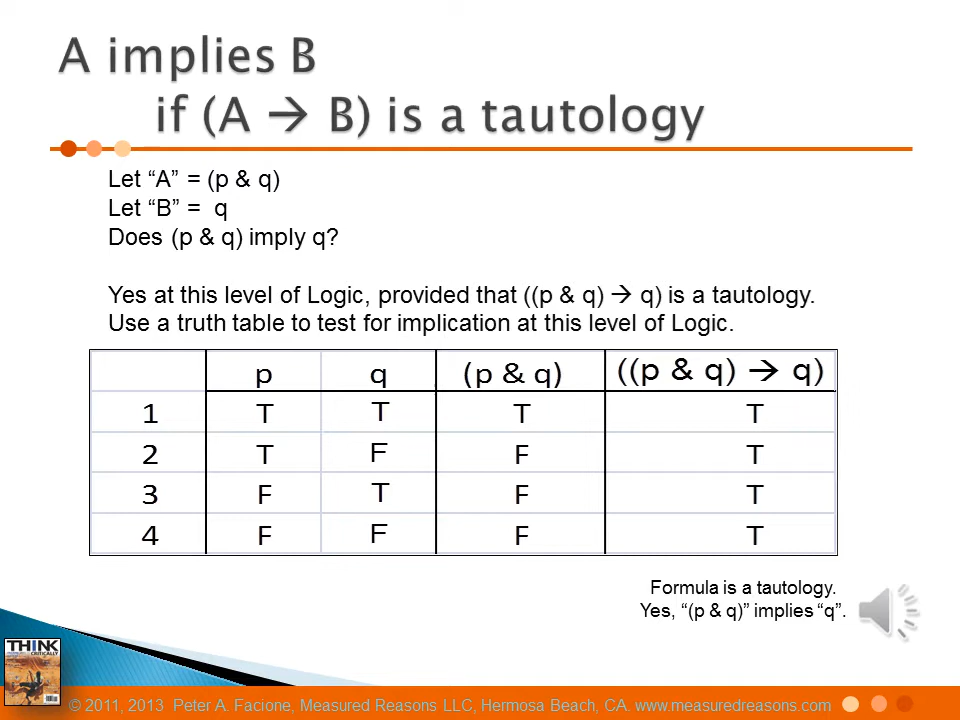 A implies B
if (A → B) is a tautology
Let “A” = (p & q)
Let “B” = q
Does (p & q) imply q?
Yes at this level of Logic, provided that ((p & q) → q) is a tautology.
Use a truth table to test for implication at this level of Logic.
p q (p & q) ((p & q) → q)
1 T T T T
2 T F F T
3 F T F T
4 F F F T
Formula is a tautology.
Yes, “(p & q)” implies “q”.
THINK
CRITICALLY
© 2011, 2013 Peter A. Facione, Measured Reasons LLC, Hermosa Beach, CA. www.measuredreasons.com